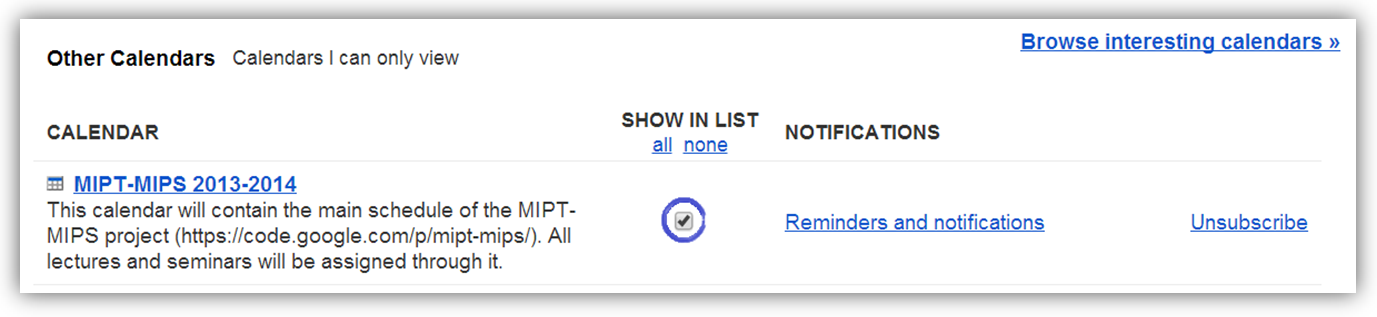 Browse interesting calendars »
Other Calendars Calendars I can only view
CALENDAR SHOW IN LIST NOTIFICATIONS
all none
MIPT-MIPS 2013-2014
This calendar will contain the main schedule of the MIPT-
MIPS project (https://code.google.com/p/mipt-mips/). All
lectures and seminars will be assigned through it.
Reminders and notifications Unsubscribe